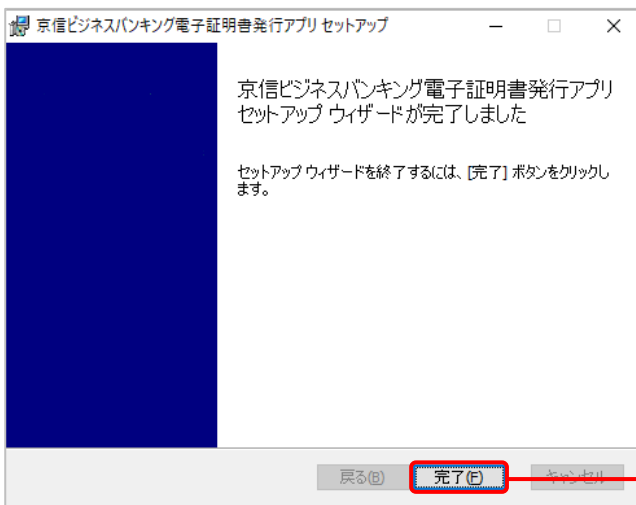 京信ビジネスバンキング電子証明書発行アプリ セットアップ
京信ビジネスバンキング電子証明書発行アプリ
セットアップ ウィザードが完了しました
セットアップ ウィザードを終了するには、[完了] ボタンをクリックし
ます。
戻る(B) 完了(F) キャンセル